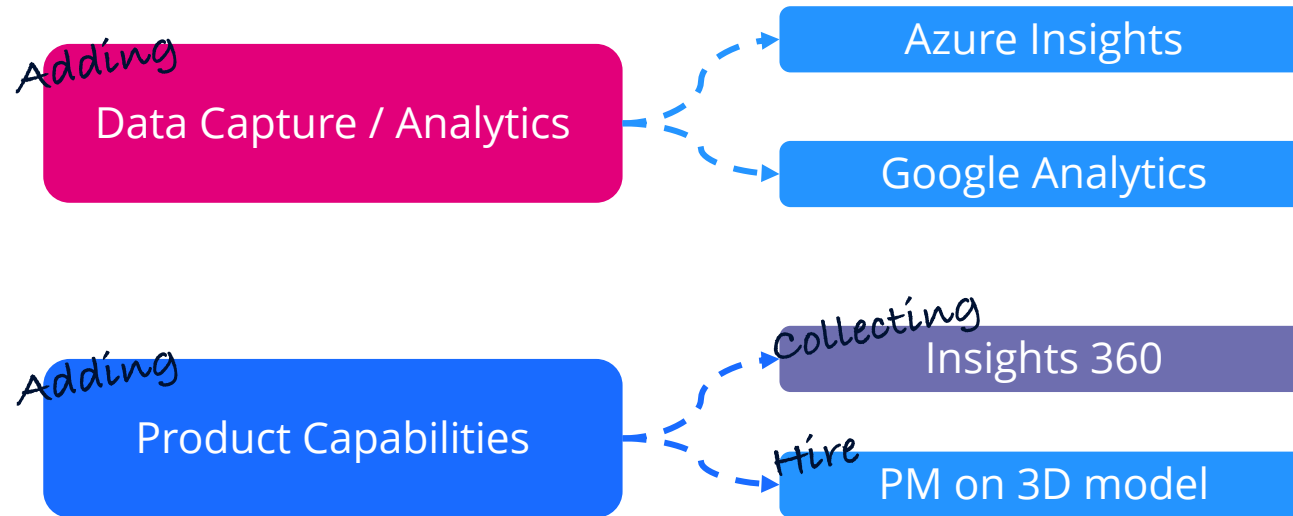 Adding
Data Capture / Analytics
Azure Insights
Google Analytics
Adding
Product Capabilities
Collecting
Insights 360
Hire
PM on 3D model